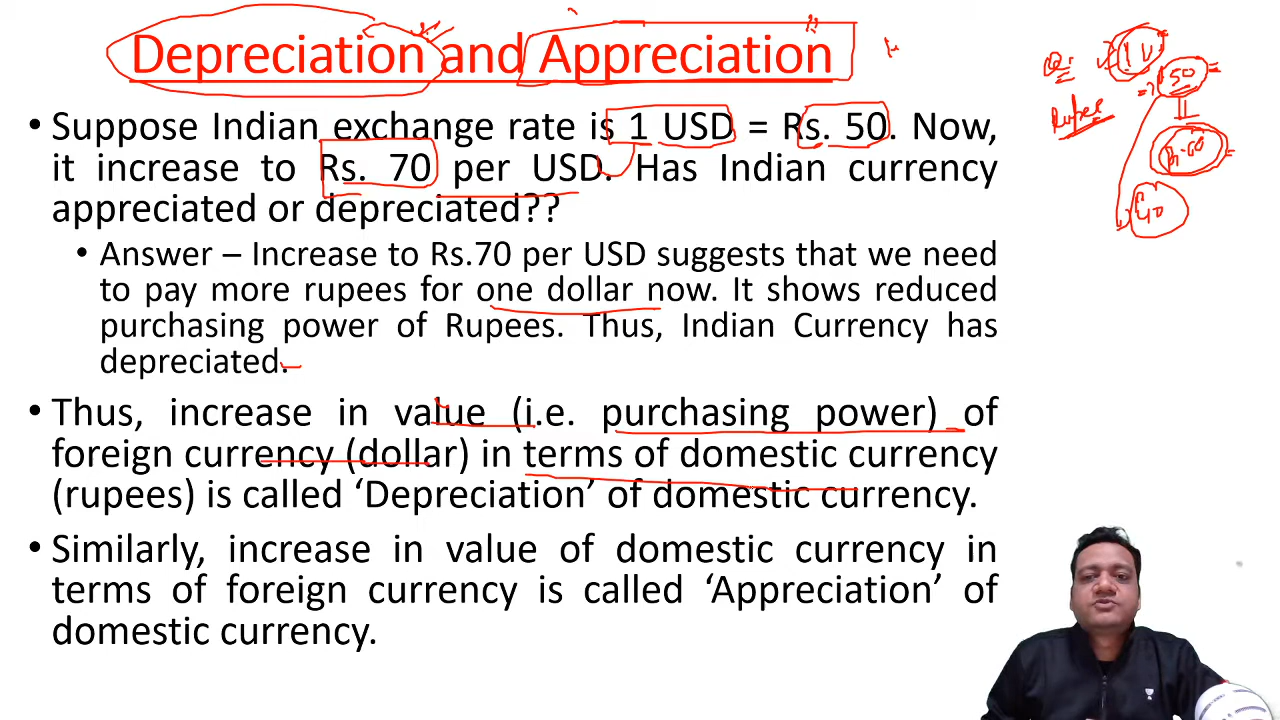 Depreciation and Appreciation
• Suppose Indian exchange rate is 1 USD = Rs. 50. Now,
it increase to Rs. 70 per USD. Has Indian currency
appreciated or depreciated??
• Answer – Increase to Rs.70 per USD suggests that we need
to pay more rupees for one dollar now. It shows reduced
purchasing power of Rupees. Thus, Indian Currency has
depreciated.
• Thus, increase in value (i.e. purchasing power) of
foreign currency (dollar) in terms of domestic currency
(rupees) is called ‘Depreciation’ of domestic currency.
• Similarly, increase in value of domestic currency in
terms of foreign currency is called ‘Appreciation’ of
domestic currency.
50
Rupee
40